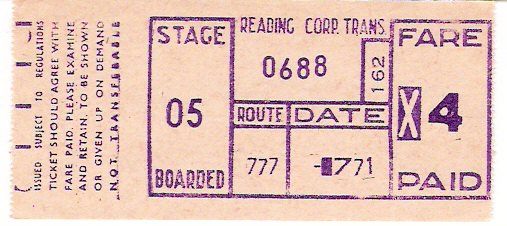 ISSUED SUBJECT TO REGULATIONS
TICKET SHOULD AGREE WITH
FARE PAID. PLEASE EXAMINE
AND RETAIN. TO BE SHOWN
OR GIVEN UP ON DEMAND
NOT TRANSFERABLE
STAGE
05
BOARDED
READING CORP. TRANS.
0688
162
ROUTE
777
DATE
771
FARE
X 4
PAID